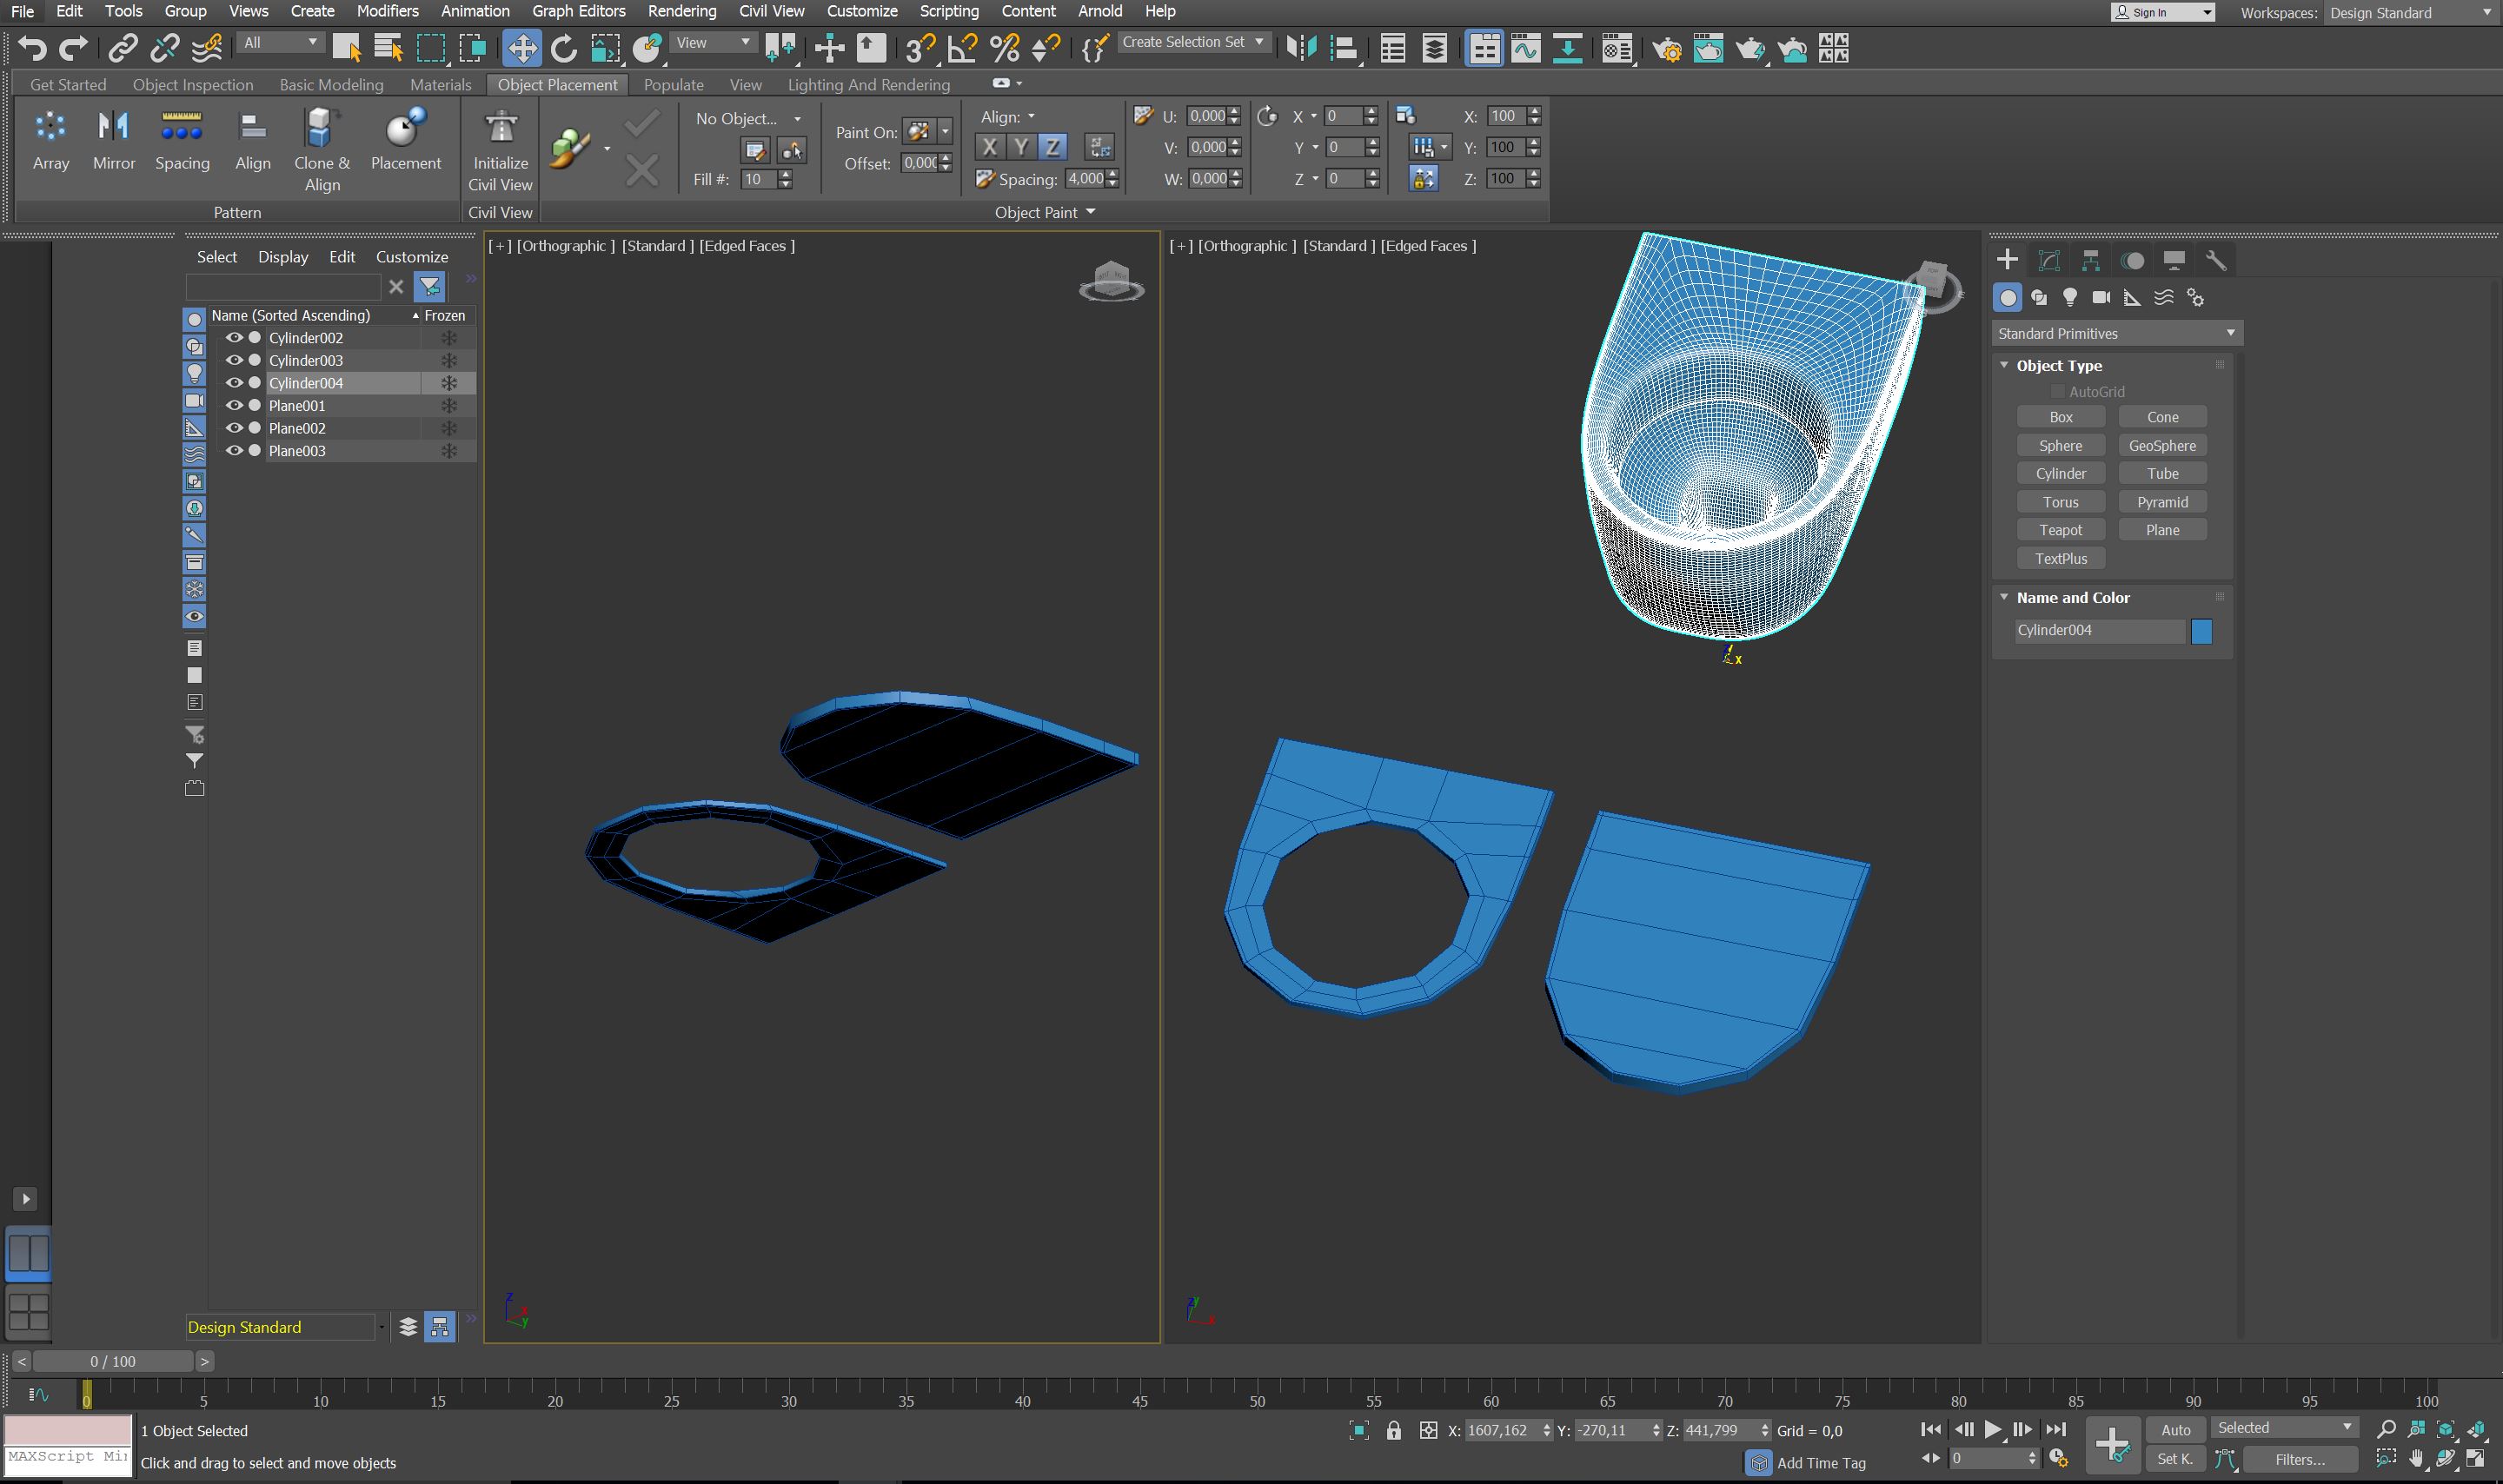 File Edit Tools Group Views Create Modifiers Animation Graph Editors Rendering Civil View Customize Scripting Content Arnold Help Sign In Workspaces: Design Standard
All View Create Selection Set
Get Started Object Inspection Basic Modeling Materials Object Placement Populate View Lighting And Rendering
No Object... Align: U: 0,000 X 0 X: 100
Paint On: X Y Z V: 0,000 Y 0 Y: 100
Array Mirror Spacing Align Clone & Align Placement Initialize Civil View Offset: 0,000
Fill #: 10 Spacing: 4,000 W: 0,000 Z 0 Z: 100
Pattern Civil View Object Paint
Select Display Edit Customize
[+] [Orthographic ] [Standard ] [Edged Faces ]
[+] [Orthographic ] [Standard ] [Edged Faces ]
Name (Sorted Ascending) Frozen
Cylinder002
Cylinder003
Cylinder004
Plane001
Plane002
Plane003
Standard Primitives
Object Type
AutoGrid
Box Cone
Sphere GeoSphere
Cylinder Tube
Torus Pyramid
Teapot Plane
TextPlus
Name and Color
Cylinder004
x
z x y
z y x
Design Standard
< 0 / 100 >
0 5 10 15 20 25 30 35 40 45 50 55 60 65 70 75 80 85 90 95 100
1 Object Selected X: 1607,162 Y: -270,11 Z: 441,799 Grid = 0,0 Auto Selected
MAXScript Mi Click and drag to select and move objects Add Time Tag 0 Set K. Filters...